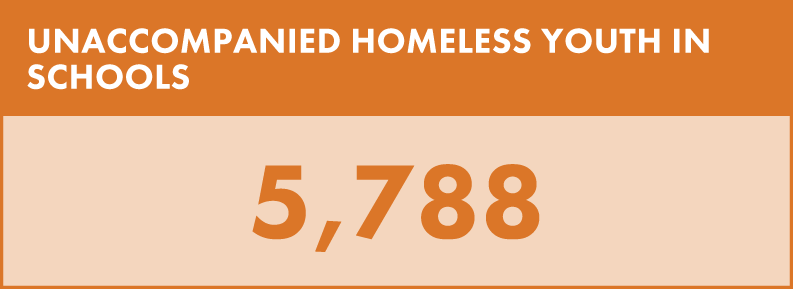 UNACCOMPANIED HOMELESS YOUTH IN
SCHOOLS
5,788